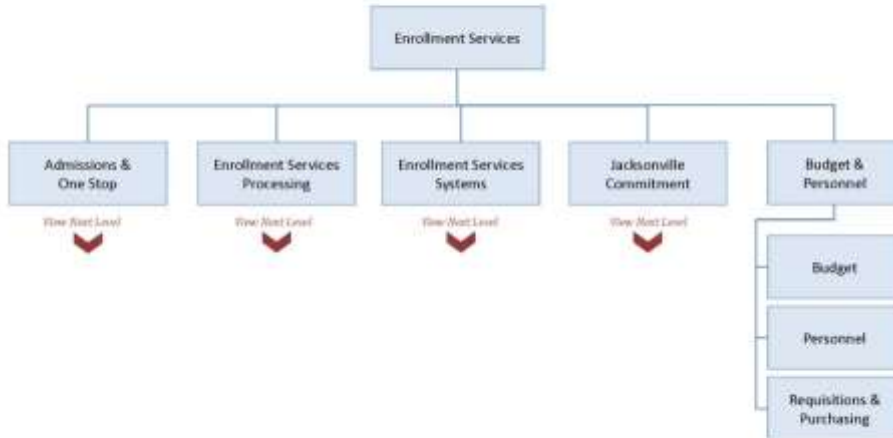 Enrollment Services
Admissions &
One Stop
Enrollment Services
Processing
Enrollment Services
Systems
Jacksonville
Commitment
Budget &
Personnel
View Next Level
View Next Level
View Next Level
View Next Level
Budget
Personnel
Requisitions &
Purchasing